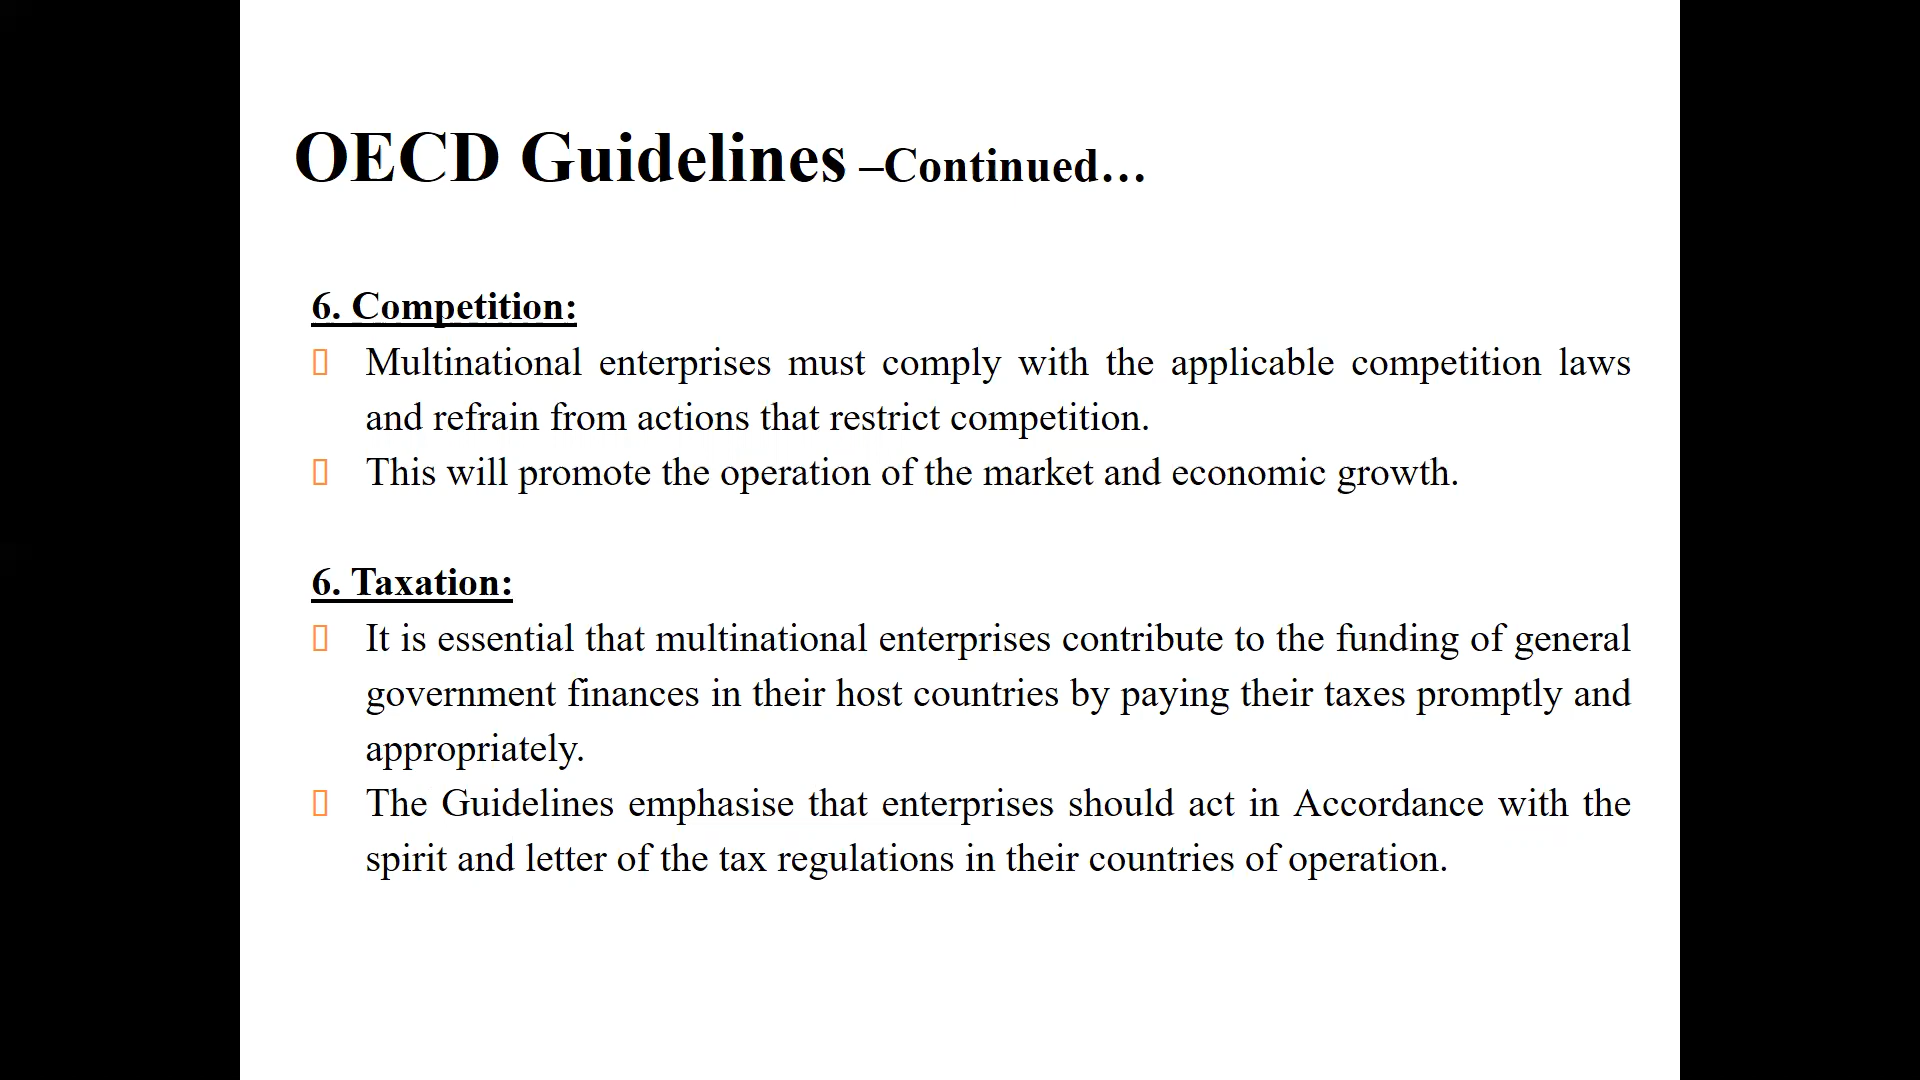 OECD Guidelines –Continued…
6. Competition:
Multinational enterprises must comply with the applicable competition laws
and refrain from actions that restrict competition.
This will promote the operation of the market and economic growth.
6. Taxation:
It is essential that multinational enterprises contribute to the funding of general
government finances in their host countries by paying their taxes promptly and
appropriately.
The Guidelines emphasise that enterprises should act in Accordance with the
spirit and letter of the tax regulations in their countries of operation.